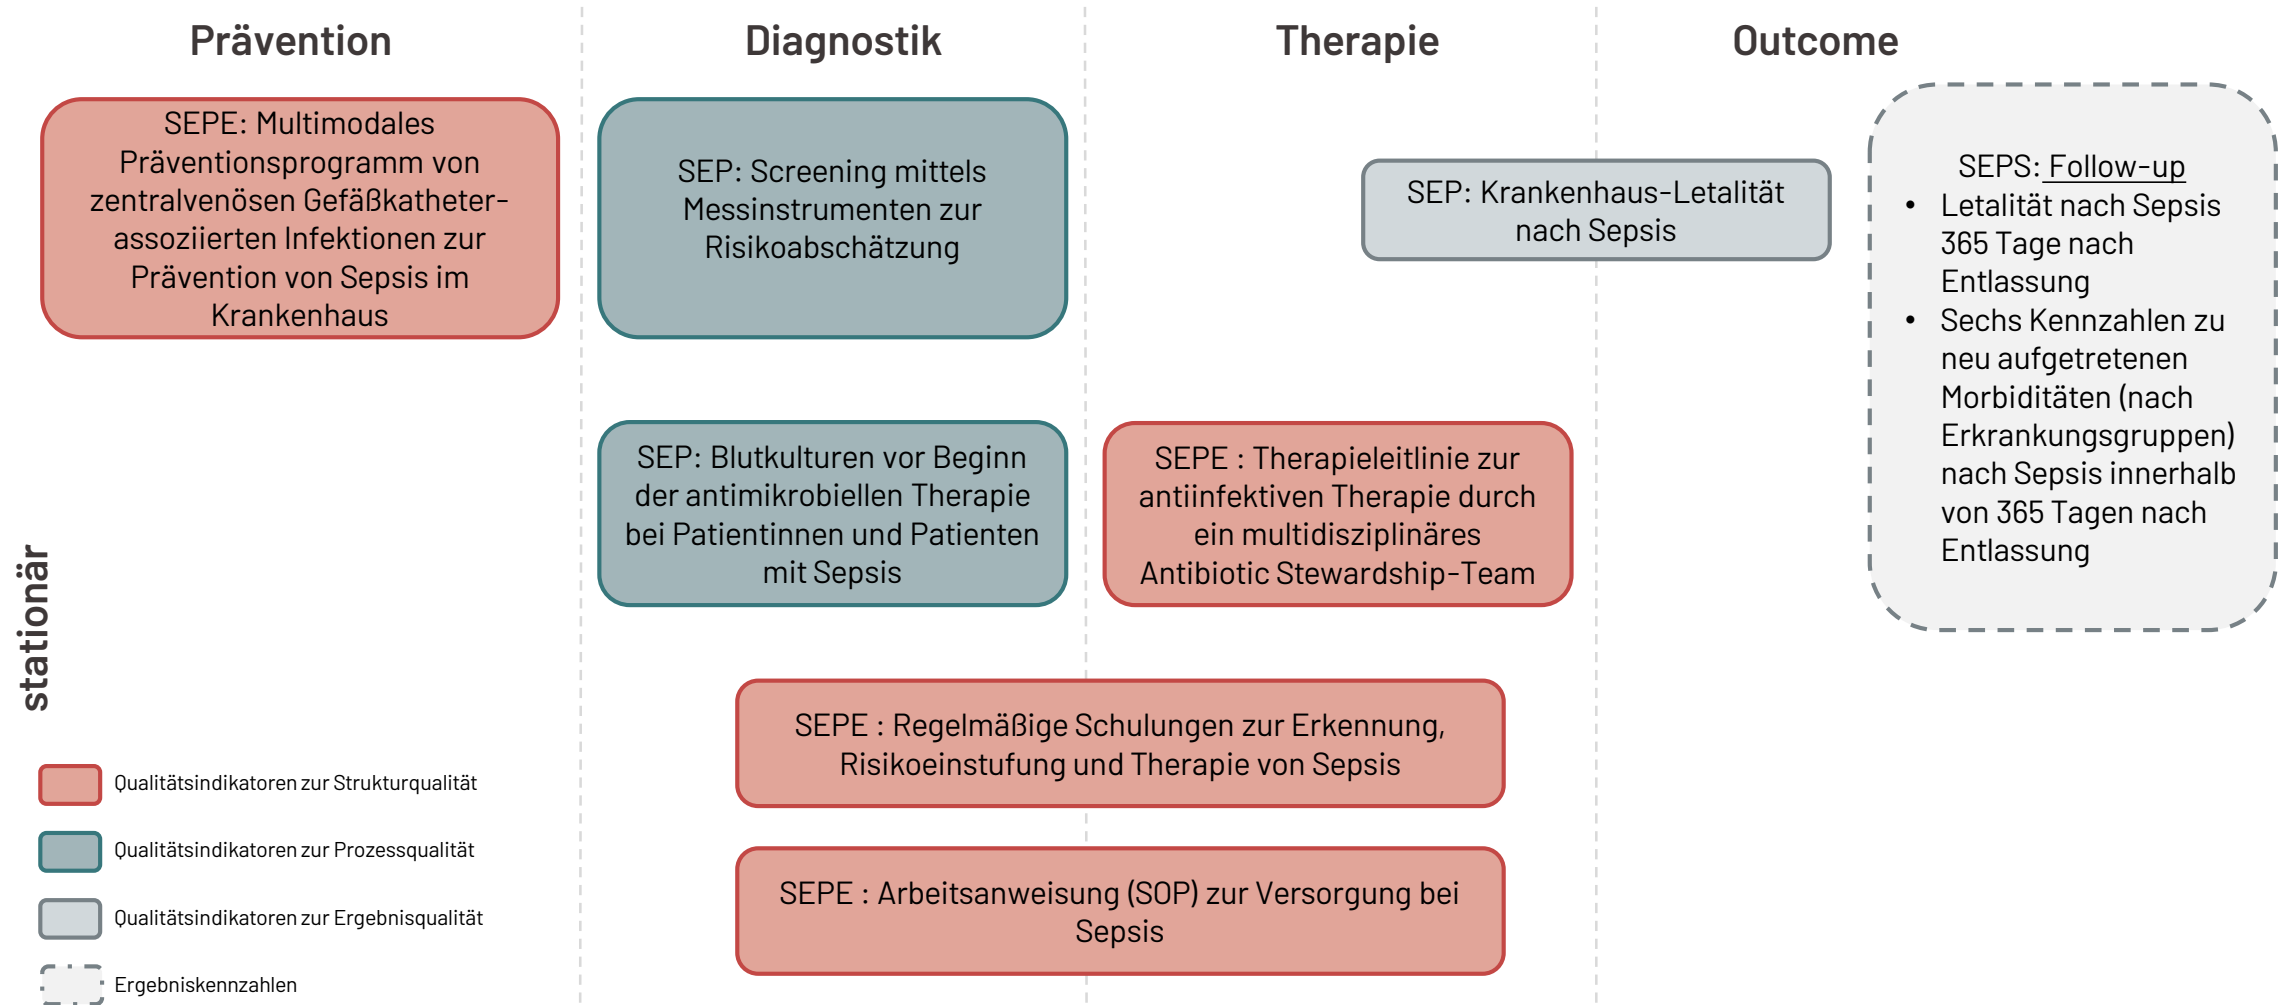 Prävention
Diagnostik
Therapie
Outcome
SEPE: Multimodales
Präventionsprogramm von
zentralvenösen Gefäßkatheter-
assoziierten Infektionen zur
Prävention von Sepsis im
Krankenhaus
SEP: Screening mittels
Messinstrumenten zur
Risikoabschätzung
SEP: Krankenhaus-Letalität
nach Sepsis
SEPS: Follow-up
• Letalität nach Sepsis
365 Tage nach
Entlassung
• Sechs Kennzahlen zu
neu aufgetretenen
Morbiditäten (nach
Erkrankungsgruppen)
nach Sepsis innerhalb
von 365 Tagen nach
Entlassung
SEP: Blutkulturen vor Beginn
der antimikrobiellen Therapie
bei Patientinnen und Patienten
mit Sepsis
SEPE : Therapieleitlinie zur
antiinfektiven Therapie durch
ein multidisziplinäres
Antibiotic Stewardship-Team
stationär
SEPE : Regelmäßige Schulungen zur Erkennung,
Risikoeinstufung und Therapie von Sepsis
SEPE : Arbeitsanweisung (SOP) zur Versorgung bei
Sepsis
Qualitätsindikatoren zur Strukturqualität
Qualitätsindikatoren zur Prozessqualität
Qualitätsindikatoren zur Ergebnisqualität
Ergebniskennzahlen